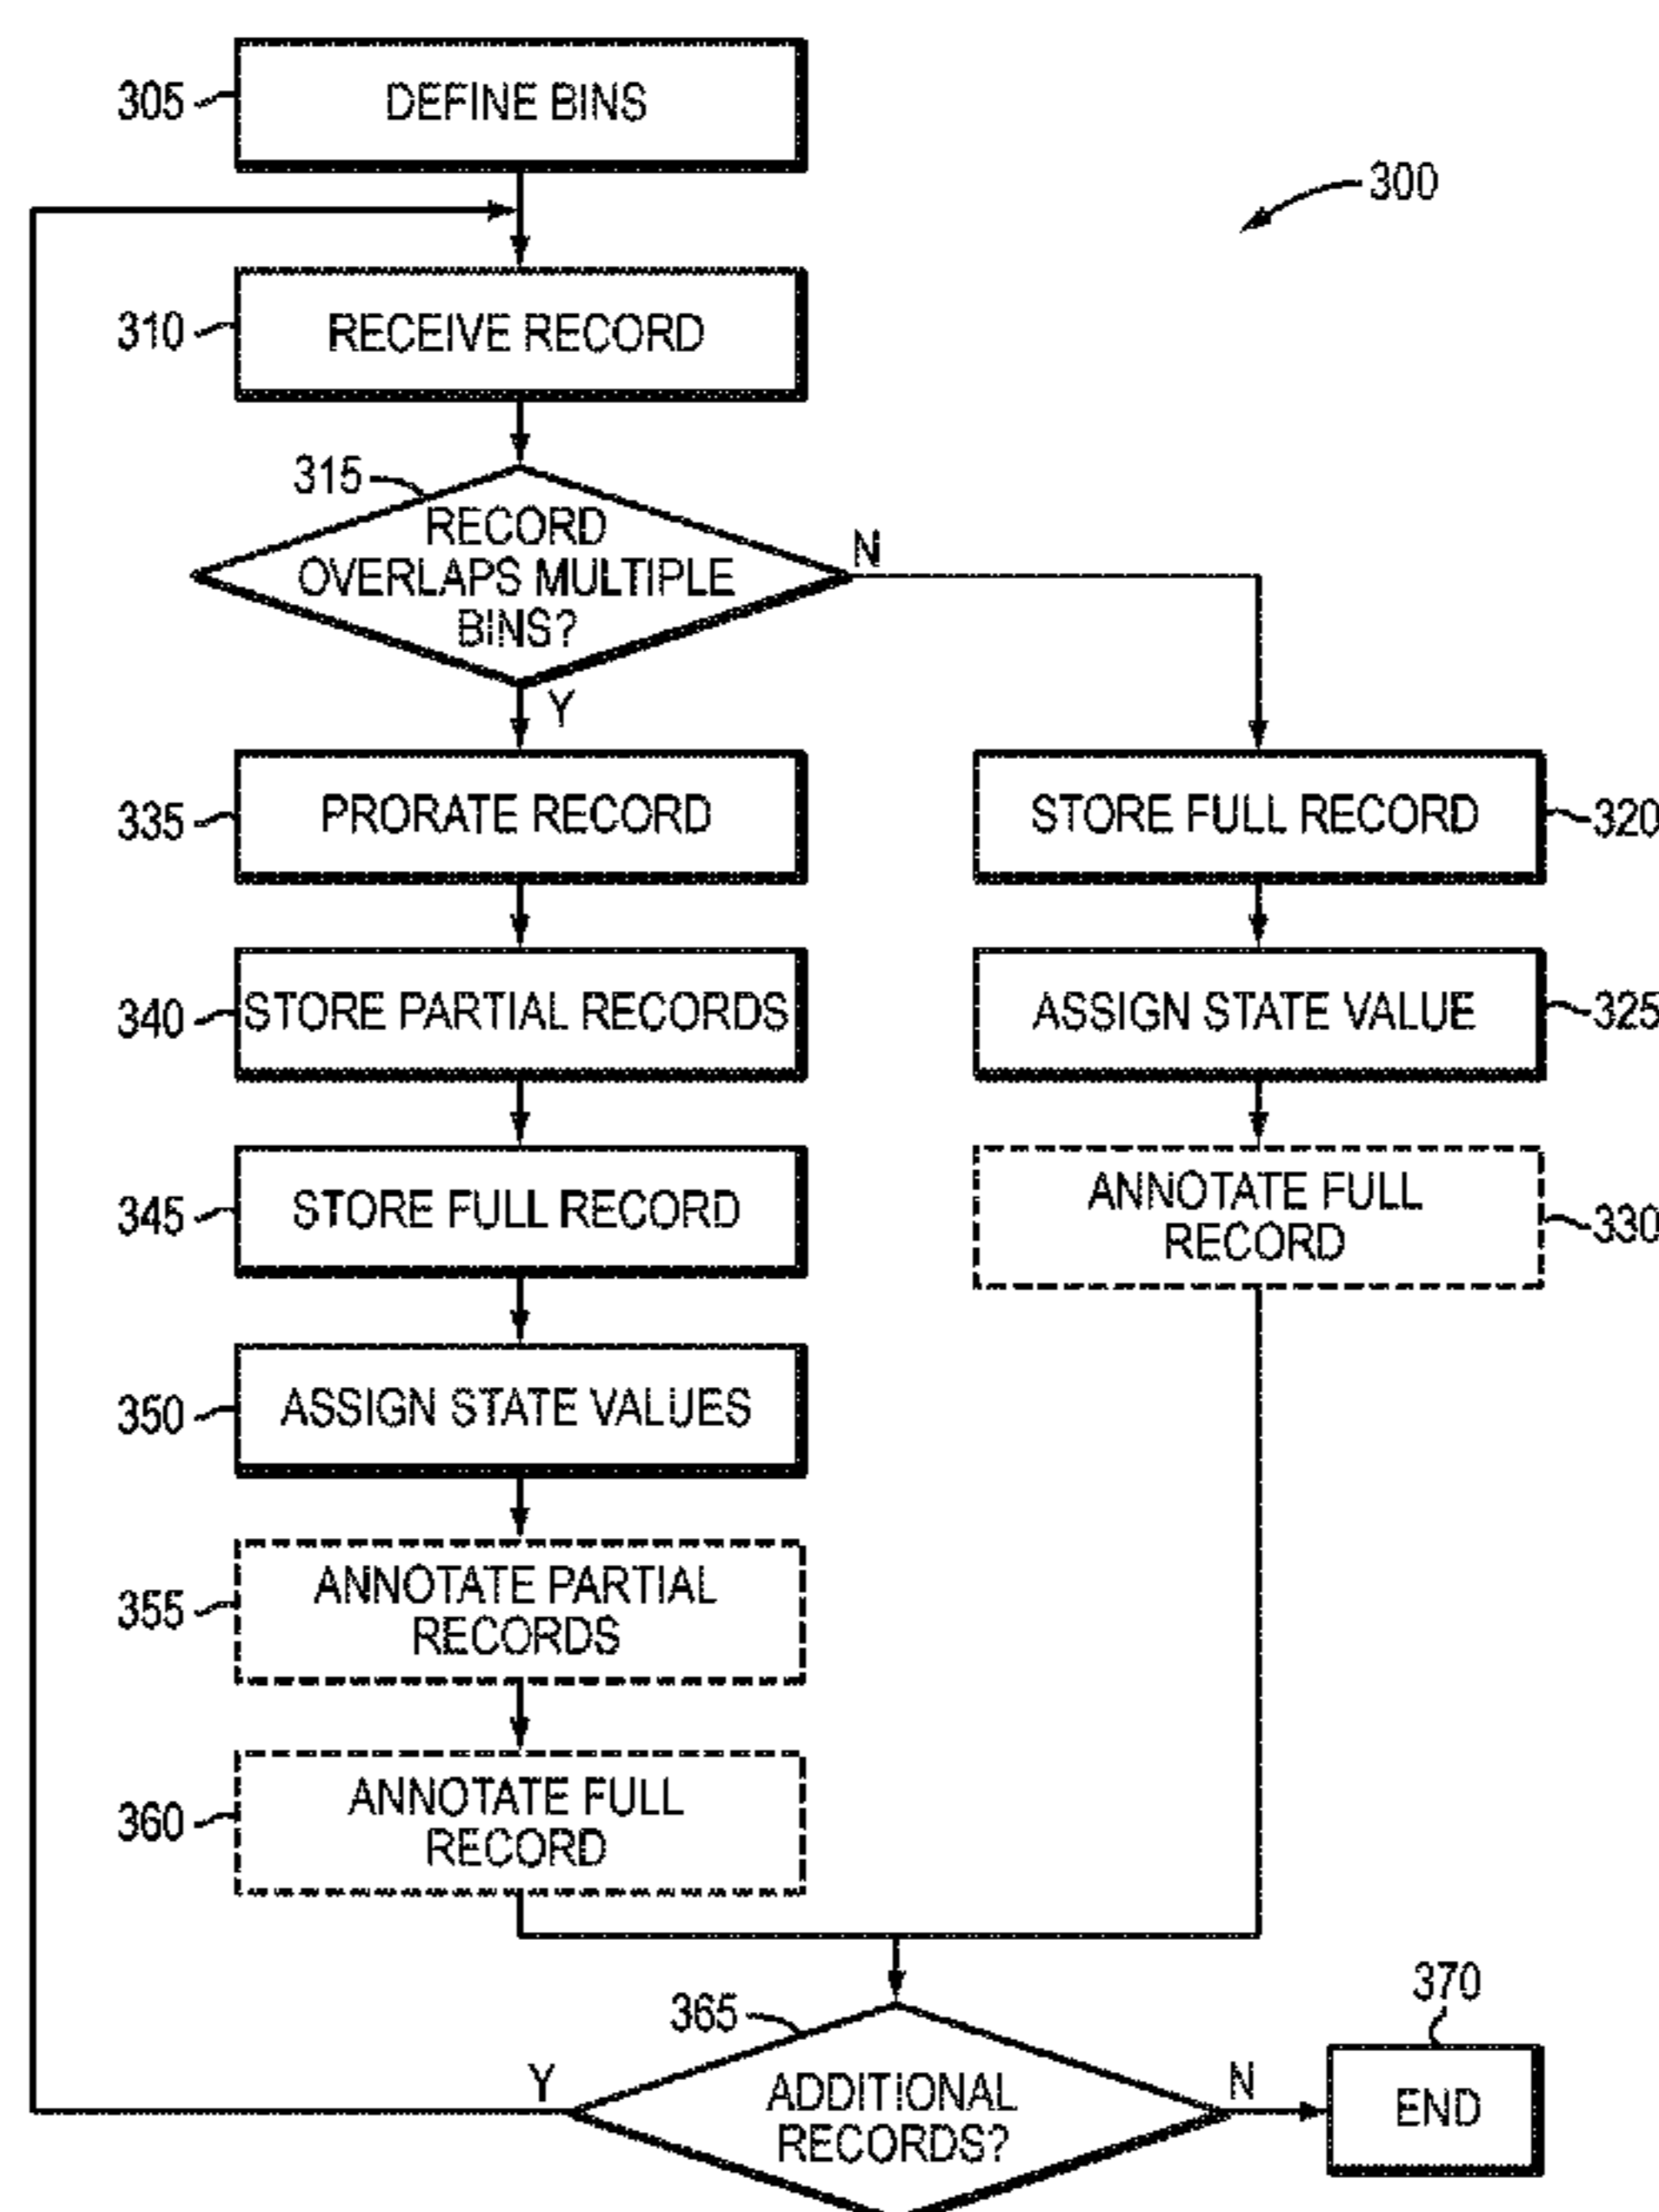 305
DEFINE BINS
300
310
RECEIVE RECORD
315
RECORD
OVERLAPS MULTIPLE
BINS?
N
Y
335
PRORATE RECORD
STORE FULL RECORD
320
340
STORE PARTIAL RECORDS
ASSIGN STATE VALUE
325
345
STORE FULL RECORD
ANNOTATE FULL
RECORD
330
350
ASSIGN STATE VALUES
355
ANNOTATE PARTIAL
RECORDS
360
ANNOTATE FULL
RECORD
365
370
Y
ADDITIONAL
RECORDS?
N
END